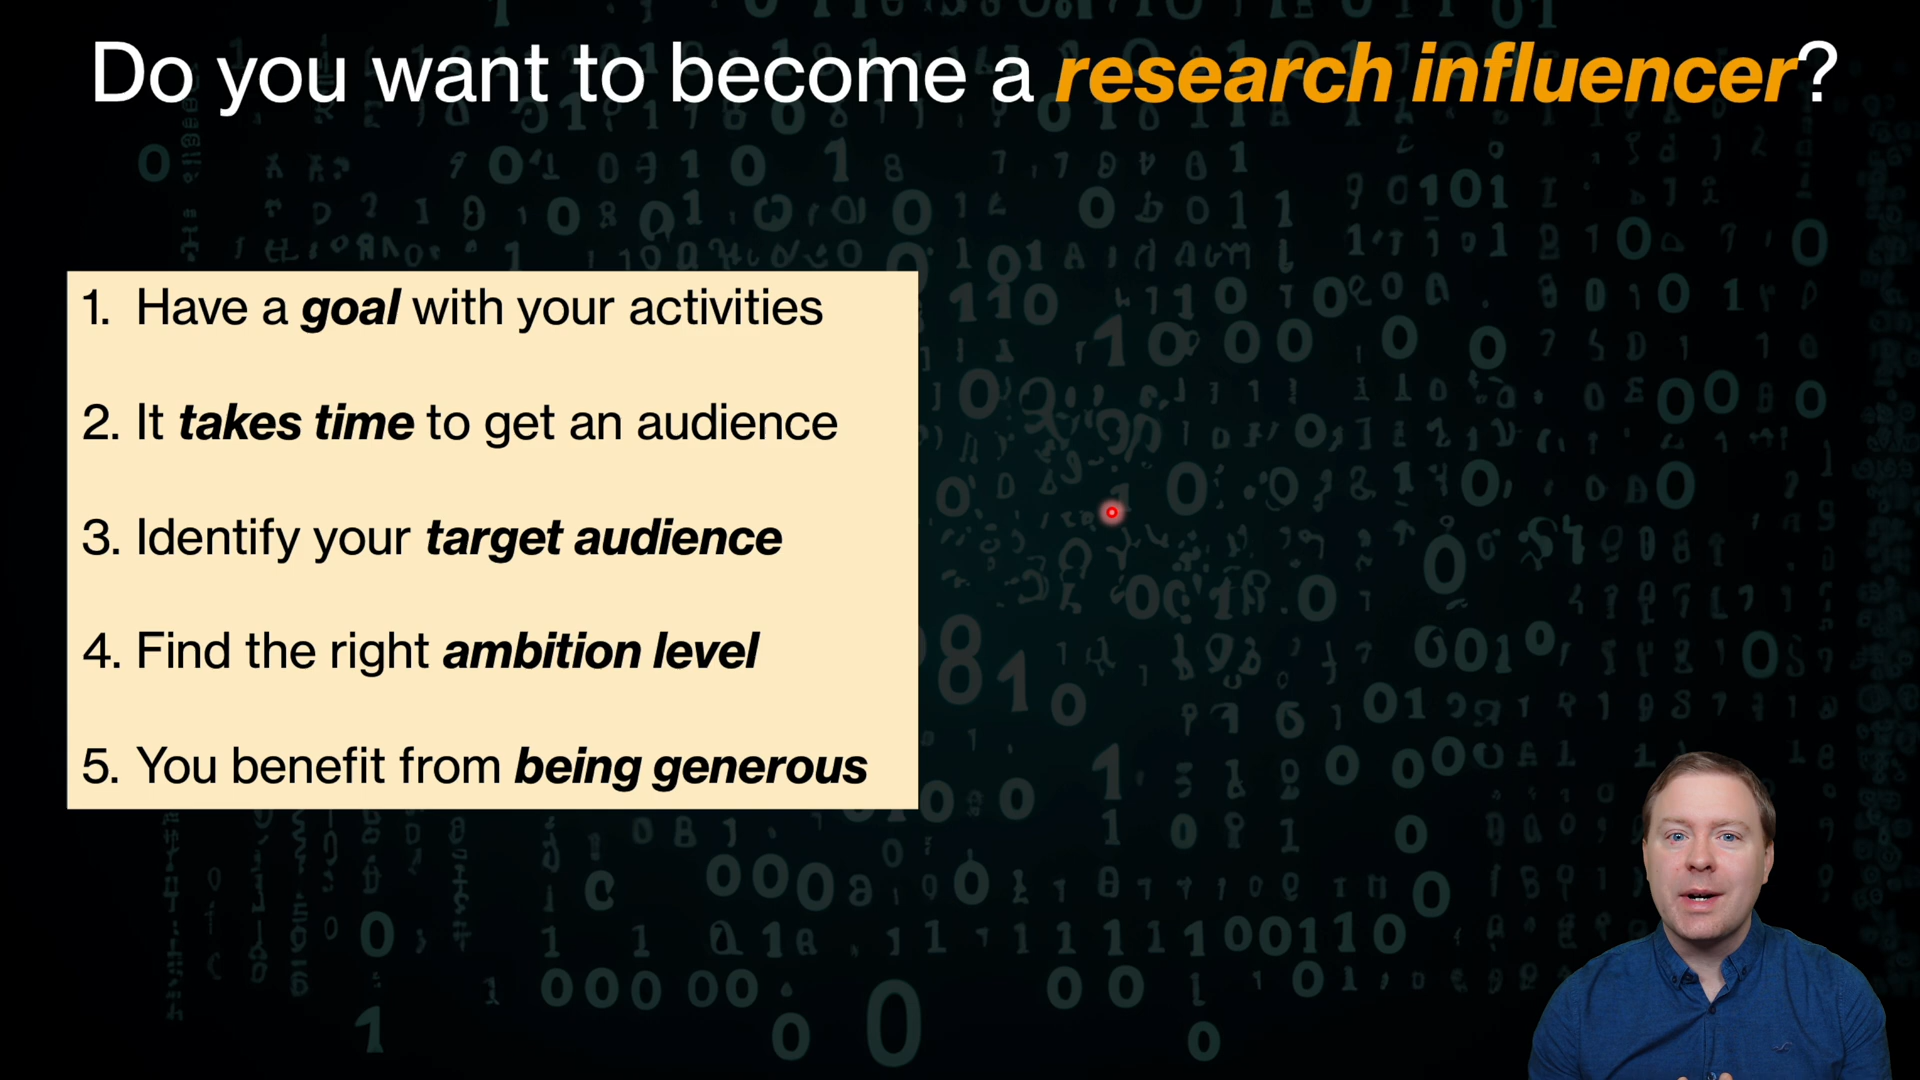 Do you want to become a research influencer?
1. Have a goal with your activities
2. It takes time to get an audience
3. Identify your target audience
4. Find the right ambition level
5. You benefit from being generous